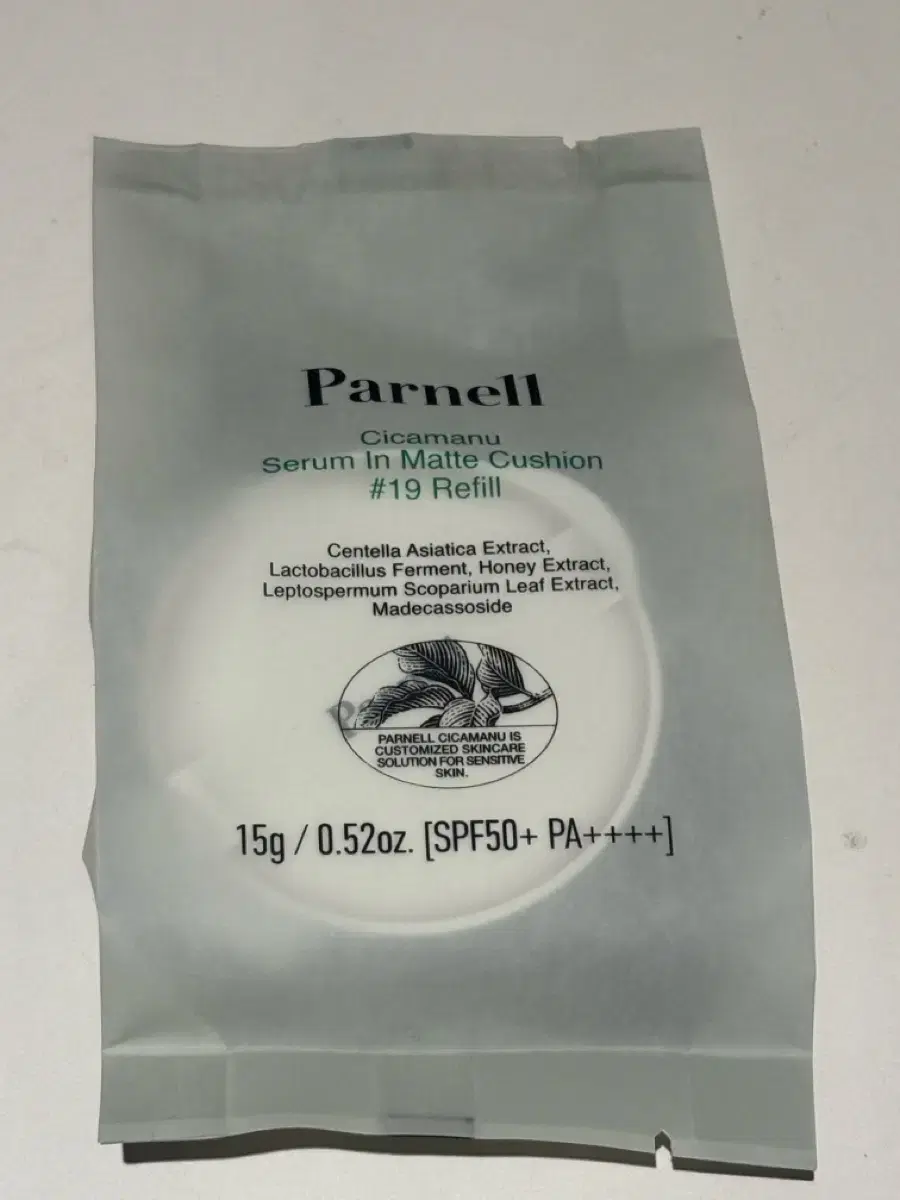 Parnell
Cicamanu
Serum In Matte Cushion
#19 Refill
Centella Asiatica Extract,
Lactobacillus Ferment, Honey Extract,
Leptospermum Scoparium Leaf Extract,
Madecassoside
PARNELL CICAMANU IS
CUSTOMIZED SKINCARE
SOLUTION FOR SENSITIVE
SKIN.
15g / 0.52oz. [SPF50+ PA++++]